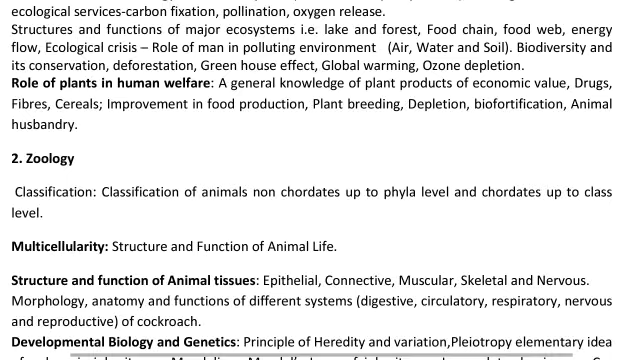 ecological services-carbon fixation, pollination, oxygen release.
Structures and functions of major ecosystems i.e. lake and forest, Food chain, food web, energy
flow, Ecological crisis – Role of man in polluting environment (Air, Water and Soil). Biodiversity and
its conservation, deforestation, Green house effect, Global warming, Ozone depletion.
Role of plants in human welfare: A general knowledge of plant products of economic value, Drugs,
Fibres, Cereals; Improvement in food production, Plant breeding, Depletion, biofortification, Animal
husbandry.
2. Zoology
Classification: Classification of animals non chordates up to phyla level and chordates up to class
level.
Multicellularity: Structure and Function of Animal Life.
Structure and function of Animal tissues: Epithelial, Connective, Muscular, Skeletal and Nervous.
Morphology, anatomy and functions of different systems (digestive, circulatory, respiratory, nervous
and reproductive) of cockroach.
Developmental Biology and Genetics: Principle of Heredity and variation,Pleiotropy elementary idea